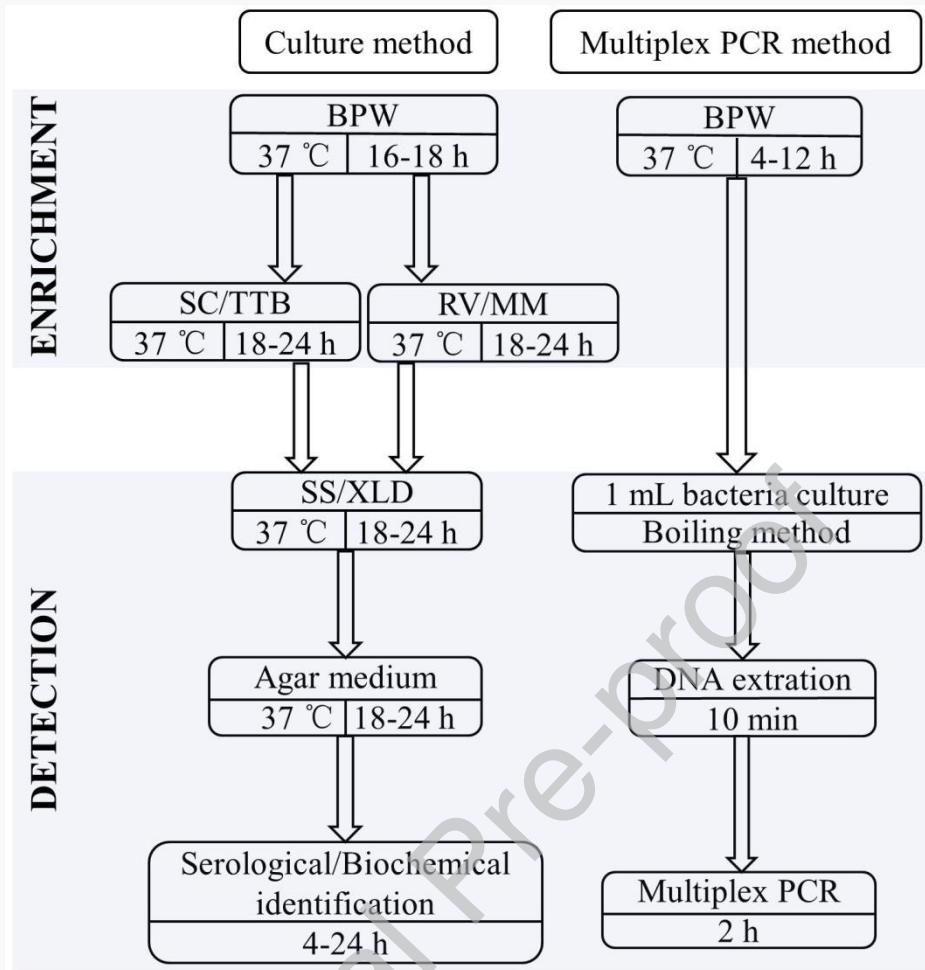 Culture method
Multiplex PCR method
ENRICHMENT
BPW
37 ℃ 16-18 h
BPW
37 ℃ 4-12 h
SC/TTB
37 ℃ 18-24 h
RV/MM
37 ℃ 18-24 h
DETECTION
SS/XLD
37 ℃ 18-24 h
1 mL bacteria culture
Boiling method
Agar medium
37 ℃ 18-24 h
DNA extration
10 min
Serological/Biochemical
identification
4-24 h
Multiplex PCR
2 h
al Pre-proof